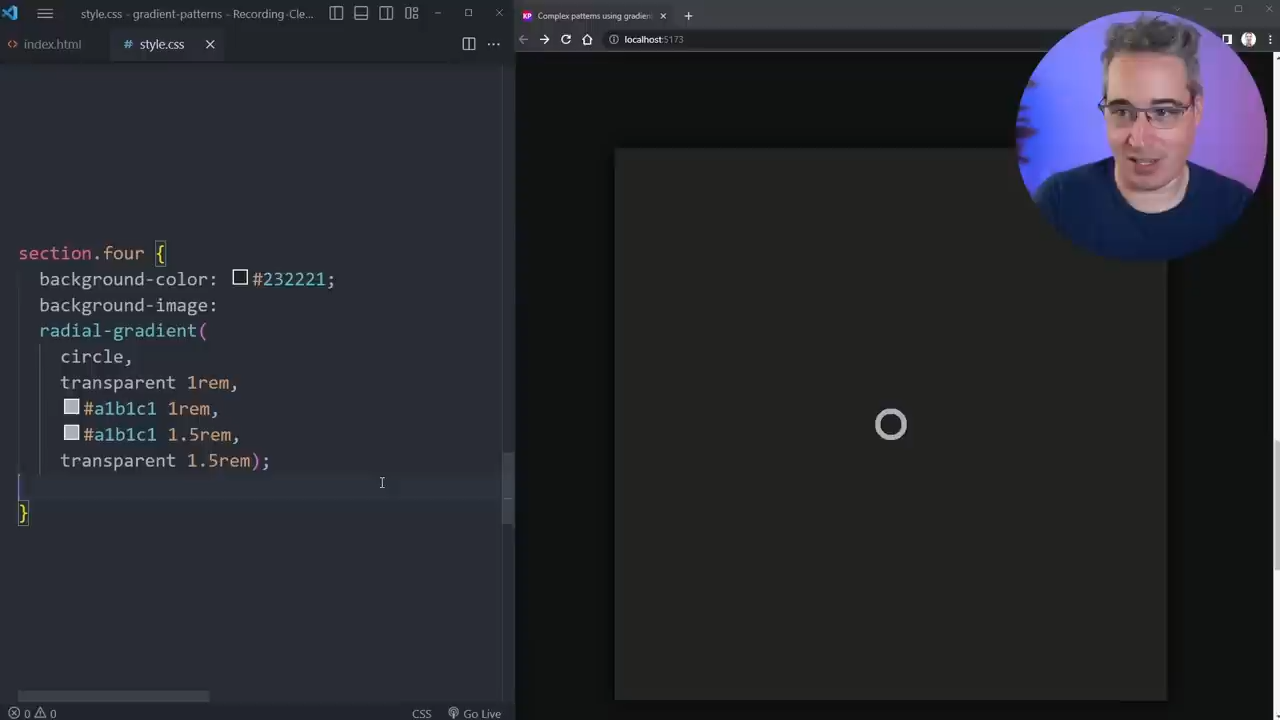 style.css - gradient-patterns - Recording-Cle...
index.html
# style.css
section.four {
background-color: #232221;
background-image:
radial-gradient(
circle,
transparent 1rem,
#a1b1c1 1rem,
#a1b1c1 1.5rem,
transparent 1.5rem);
}
0 0
CSS
Go Live
KP Complex patterns using gradien
localhost:5173